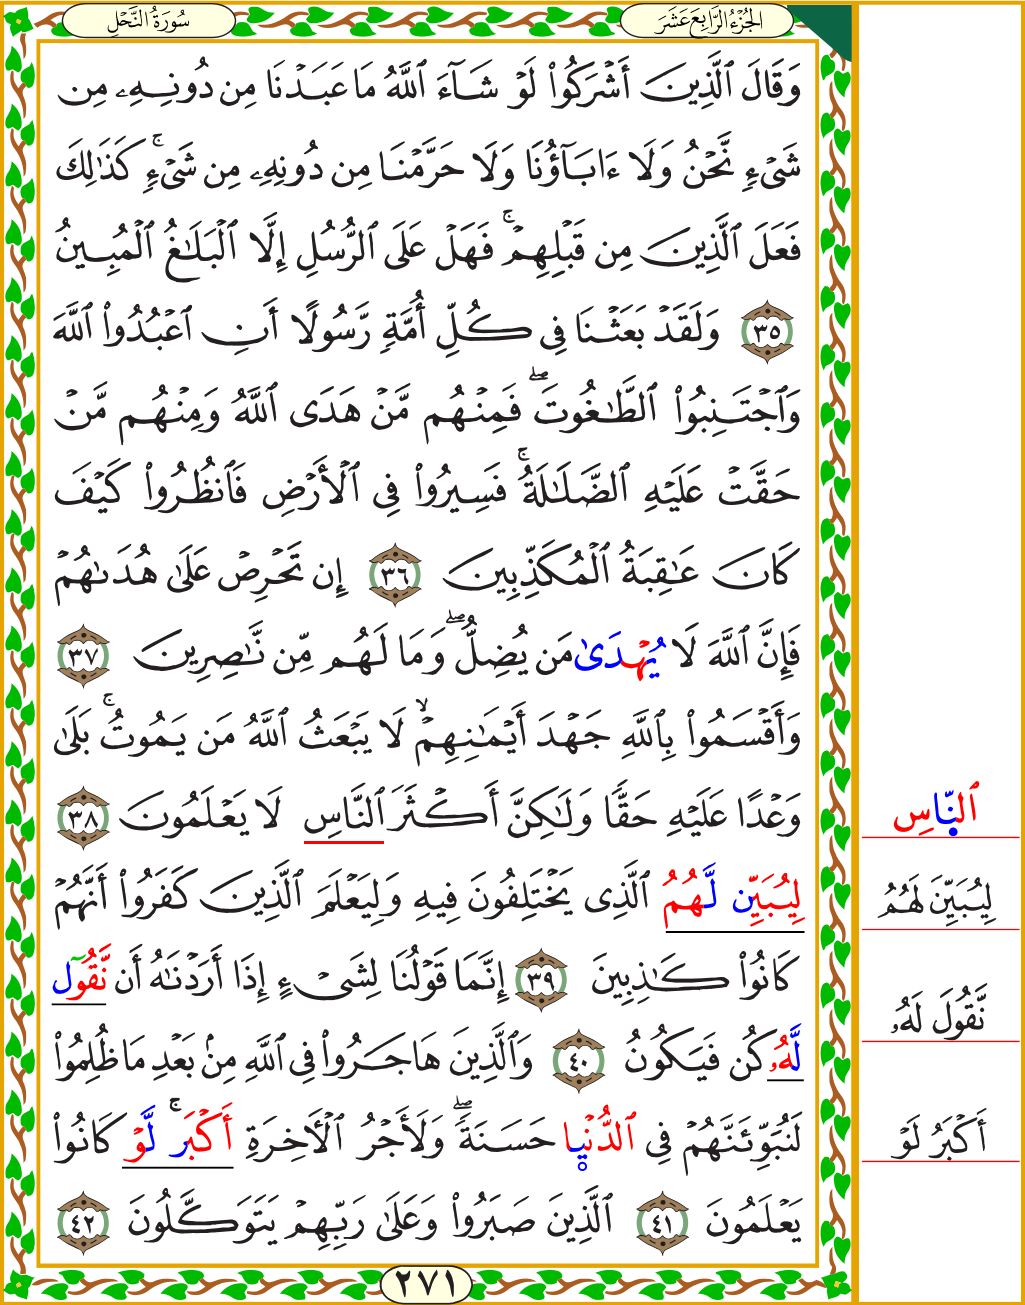 سُورَةُ النَّحْلِ
الجُزْءُ الرَّابِعَ عَشَرَ
وَقَالَ ٱلَّذِينَ أَشْرَكُوا۟ لَوْ شَآءَ ٱللَّهُ مَا عَبَدْنَا مِن دُونِهِۦ مِن
شَىْءٍ نَّحْنُ وَلَا ءَابَآؤُنَا وَلَا حَرَّمْنَا مِن دُونِهِۦ مِن شَىْءٍۚ كَذَٰلِكَ
فَعَلَ ٱلَّذِينَ مِن قَبْلِهِمْۚ فَهَلْ عَلَى ٱلرُّسُلِ إِلَّا ٱلْبَلَٰغُ ٱلْمُبِينُ
٣٥ وَلَقَدْ بَعَثْنَا فِى كُلِّ أُمَّةٍ رَّسُولًا أَنِ ٱعْبُدُوا۟ ٱللَّهَ
وَٱجْتَنِبُوا۟ ٱلطَّٰغُوتَۖ فَمِنْهُم مَّنْ هَدَى ٱللَّهُ وَمِنْهُم مَّنْ
حَقَّتْ عَلَيْهِ ٱلضَّلَٰلَةُۚ فَسِيرُوا۟ فِى ٱلْأَرْضِ فَٱنظُرُوا۟ كَيْفَ
كَانَ عَٰقِبَةُ ٱلْمُكَذِّبِينَ ٣٦ إِن تَحْرِصْ عَلَىٰ هُدَىٰهُمْ
فَإِنَّ ٱللَّهَ لَا يُهْدَىٰ مَن يُضِلُّۖ وَمَا لَهُم مِّن نَّٰصِرِينَ ٣٧
وَأَقْسَمُوا۟ بِٱللَّهِ جَهْدَ أَيْمَٰنِهِمْۙ لَا يَبْعَثُ ٱللَّهُ مَن يَمُوتُۚ بَلَىٰ
وَعْدًا عَلَيْهِ حَقًّا وَلَٰكِنَّ أَكْثَرَ ٱلنَّاسِ لَا يَعْلَمُونَ ٣٨
ٱلنَّاسِ
لِيُبَيِّن لَّهُمُ ٱلَّذِى يَخْتَلِفُونَ فِيهِ وَلِيَعْلَمَ ٱلَّذِينَ كَفَرُوا۟ أَنَّهُمْ
لِيُبَيِّنَ لَهُمُ
كَانُوا۟ كَٰذِبِينَ ٣٩ إِنَّمَا قَوْلُنَا لِشَىْءٍ إِذَا أَرَدْنَٰهُ أَن نَّقُول
لَّهُۥ كُن فَيَكُونُ ٤٠ وَٱلَّذِينَ هَاجَرُوا۟ فِى ٱللَّهِ مِنۢ بَعْدِ مَا ظُلِمُوا۟
نَّقُولَ لَهُۥ
لَنُبَوِّئَنَّهُمْ فِى ٱلدُّنْيَا حَسَنَةًۖ وَلَأَجْرُ ٱلْأَخِرَةِ أَكْبَرۚ لَّوْ كَانُوا۟
أَكْبَرُ لَوْ
يَعْلَمُونَ ٤١ ٱلَّذِينَ صَبَرُوا۟ وَعَلَىٰ رَبِّهِمْ يَتَوَكَّلُونَ ٤٢
٢٧١